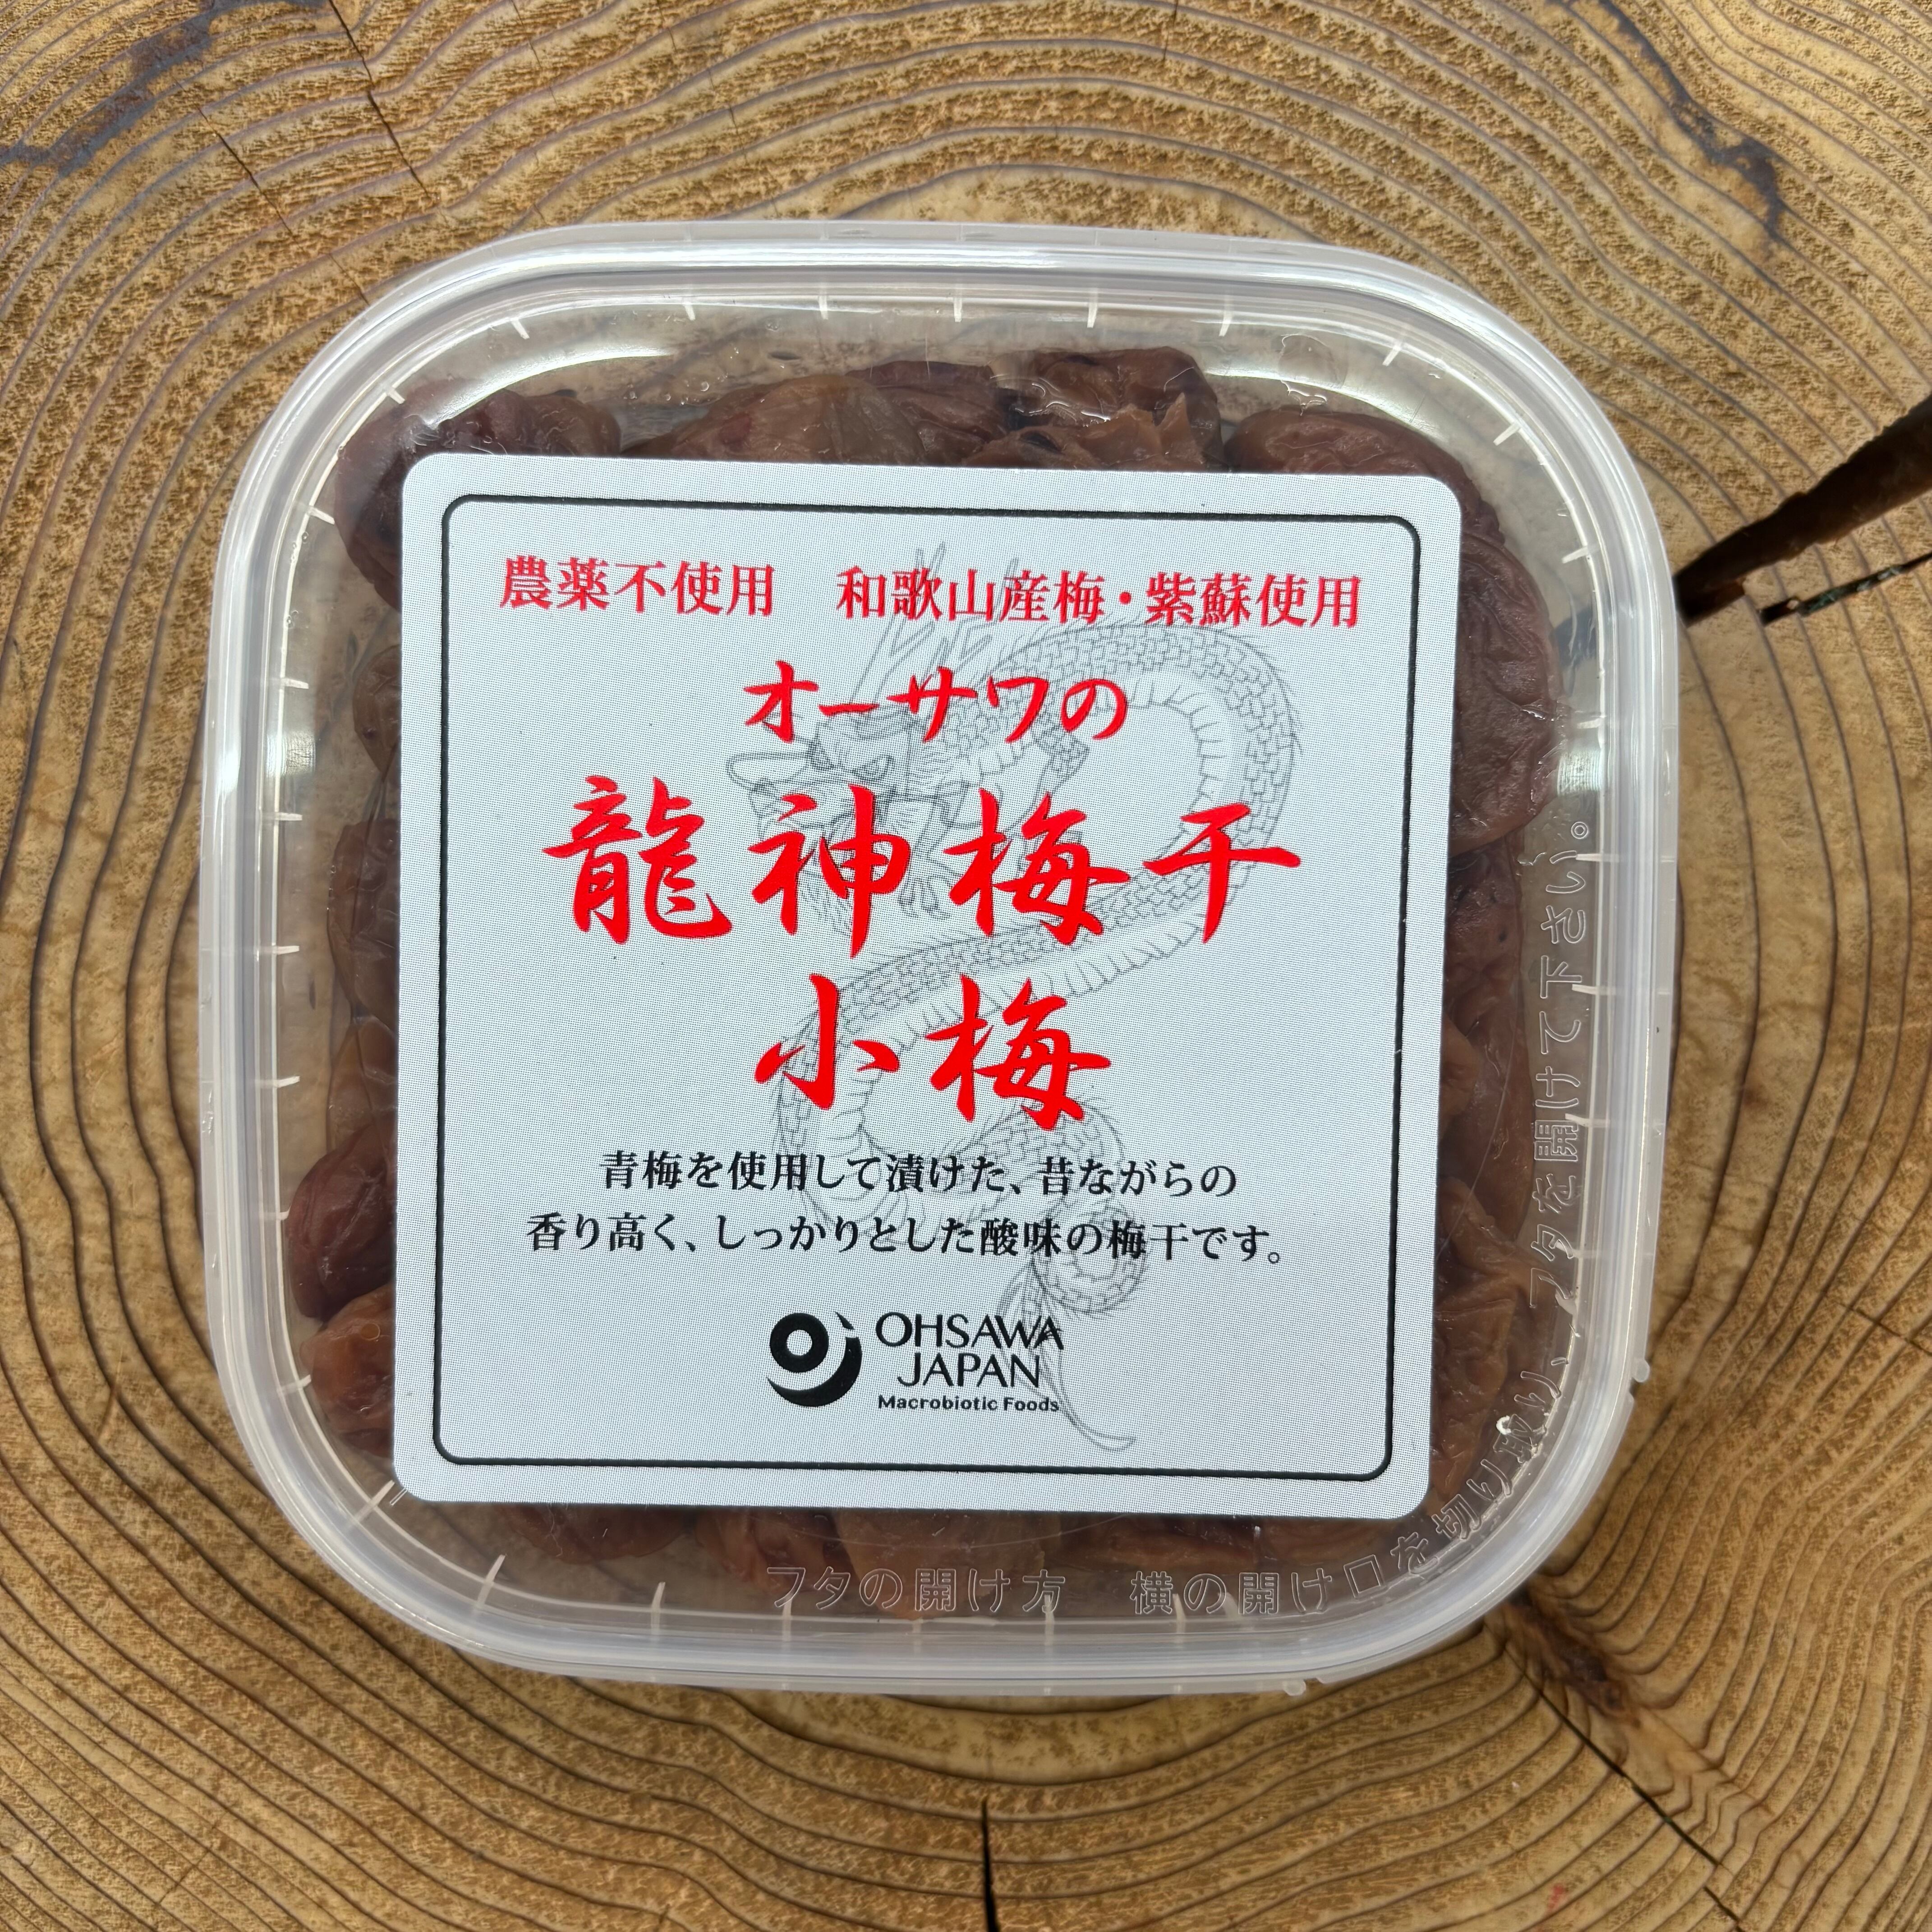 農薬不使用　和歌山産梅・紫蘇使用
オーサワの
龍神梅干
小梅
青梅を使用して漬けた、昔ながらの
香り高く、しっかりとした酸味の梅干です。
OHSAWA
JAPAN
Macrobiotic Foods
フタの開け方　横の開け口を切り取り、フタを開けて下さい。